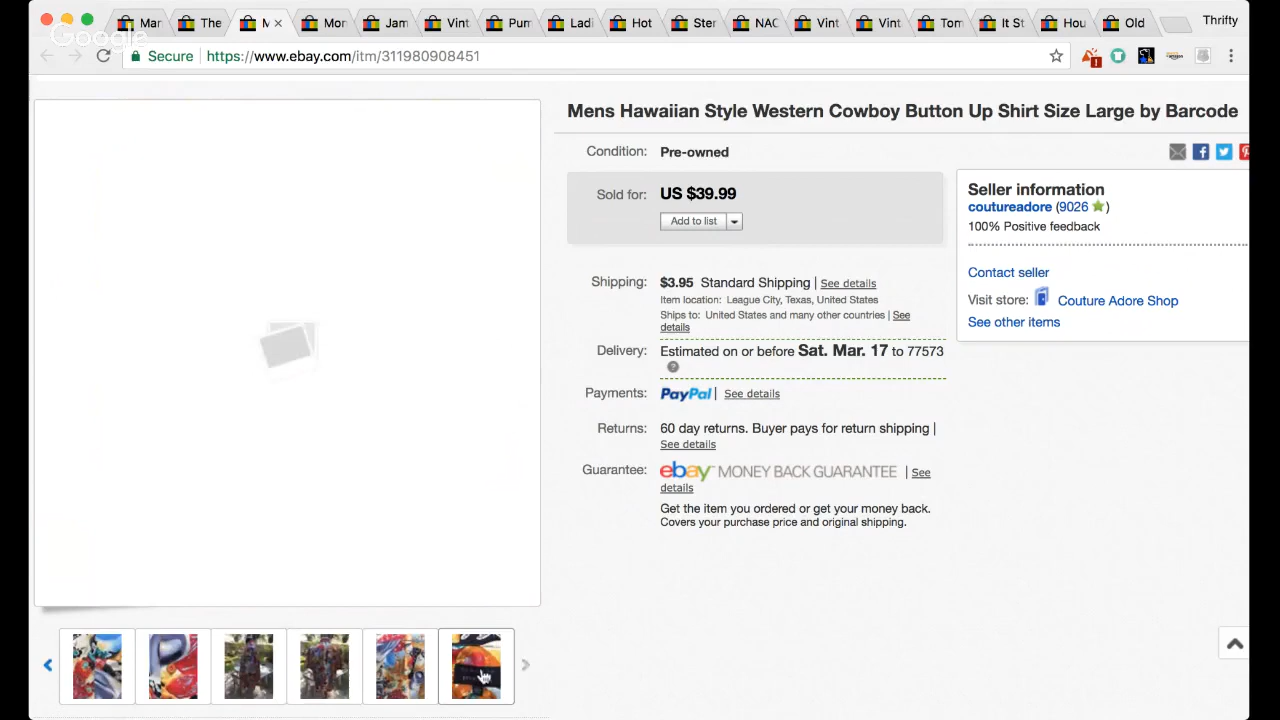 Mar
The
M
Mor
Jam
Vint
Pum
Ladi
Hot
Ster
NAC
Vint
Vint
Tom
It St
Hou
Old
Thrifty
Google
Secure
https://www.ebay.com/itm/311980908451
Mens Hawaiian Style Western Cowboy Button Up Shirt Size Large by Barcode
Condition: Pre-owned
Sold for: US $39.99
Add to list
Shipping: $3.95 Standard Shipping | See details
Item location: League City, Texas, United States
Ships to: United States and many other countries | See
details
Delivery: Estimated on or before Sat. Mar. 17 to 77573
?
Payments: PayPal | See details
Returns: 60 day returns. Buyer pays for return shipping |
See details
Guarantee: ebay MONEY BACK GUARANTEE | See
details
Get the item you ordered or get your money back.
Covers your purchase price and original shipping.
Seller information
coutureadore (9026)
100% Positive feedback
Contact seller
Visit store: Couture Adore Shop
See other items